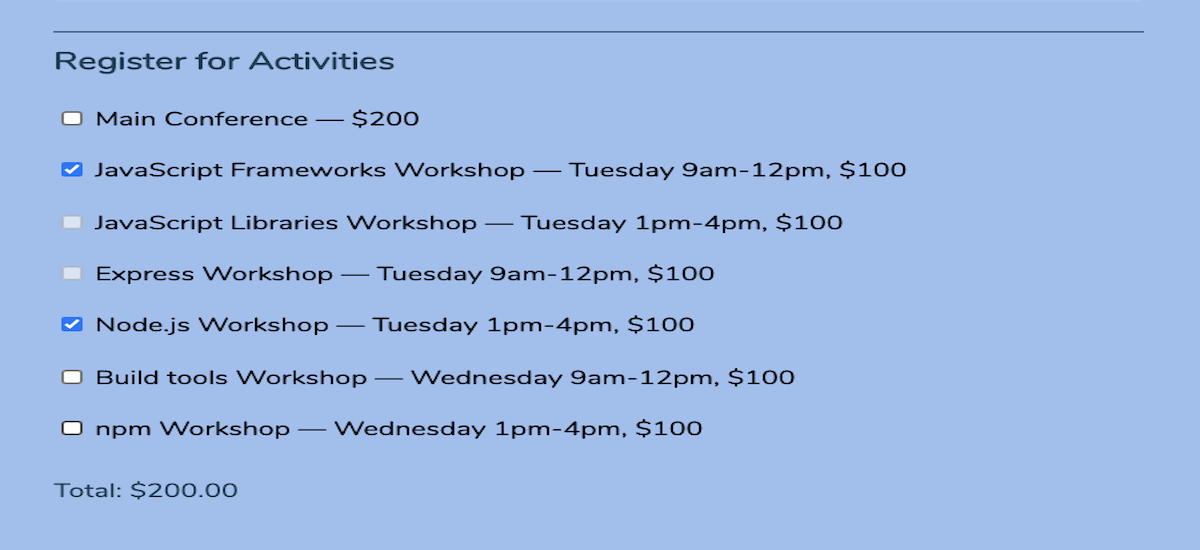 Register for Activities
Main Conference — $200
JavaScript Frameworks Workshop — Tuesday 9am-12pm, $100
JavaScript Libraries Workshop — Tuesday 1pm-4pm, $100
Express Workshop — Tuesday 9am-12pm, $100
Node.js Workshop — Tuesday 1pm-4pm, $100
Build tools Workshop — Wednesday 9am-12pm, $100
npm Workshop — Wednesday 1pm-4pm, $100
Total: $200.00